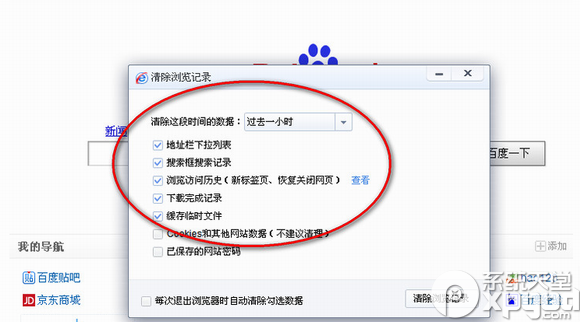 清除浏览记录
清除这段时间的数据： 过去一小时
新闻
地址栏下拉列表
搜索框搜索记录
百度一下
浏览访问历史（新标签页、恢复关闭网页） 查看
下载完成记录
缓存临时文件
Cookies和其他网站数据（不建议清理）
我的导航
添加
已保存的网站密码
百度贴吧
京东商城
每次退出浏览器时自动清除勾选数据
清除浏览记录
系统天堂